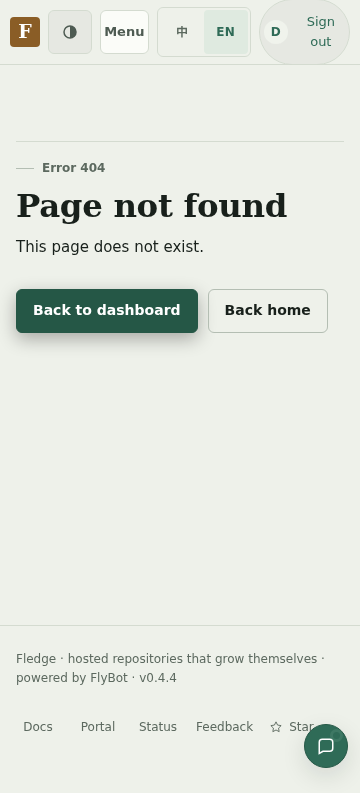 F
Menu
中
EN
D
Sign
out
Error 404
Page not found
This page does not exist.
Back to dashboard
Back home
Fledge · hosted repositories that grow themselves ·
powered by FlyBot · v0.4.4
Docs
Portal
Status
Feedback
Star